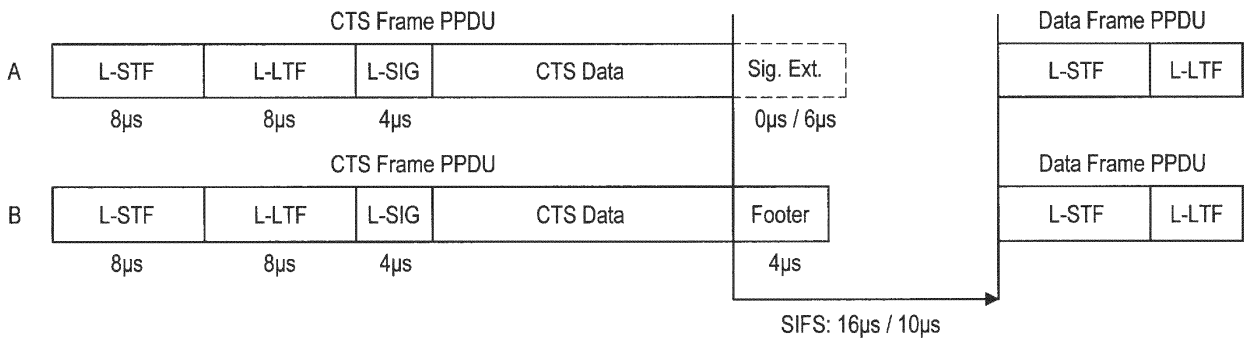 CTS Frame PPDU Data Frame PPDU
A L-STF L-LTF L-SIG CTS Data Sig. Ext. L-STF L-LTF
8µs 8µs 4µs 0µs / 6µs
CTS Frame PPDU Data Frame PPDU
B L-STF L-LTF L-SIG CTS Data Footer L-STF L-LTF
8µs 8µs 4µs 4µs
SIFS: 16µs / 10µs